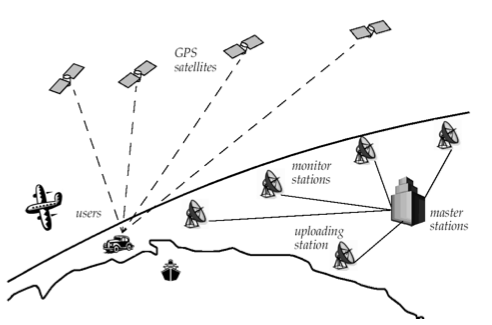 GPS
satellites
monitor
stations
users
master
stations
uploading
station